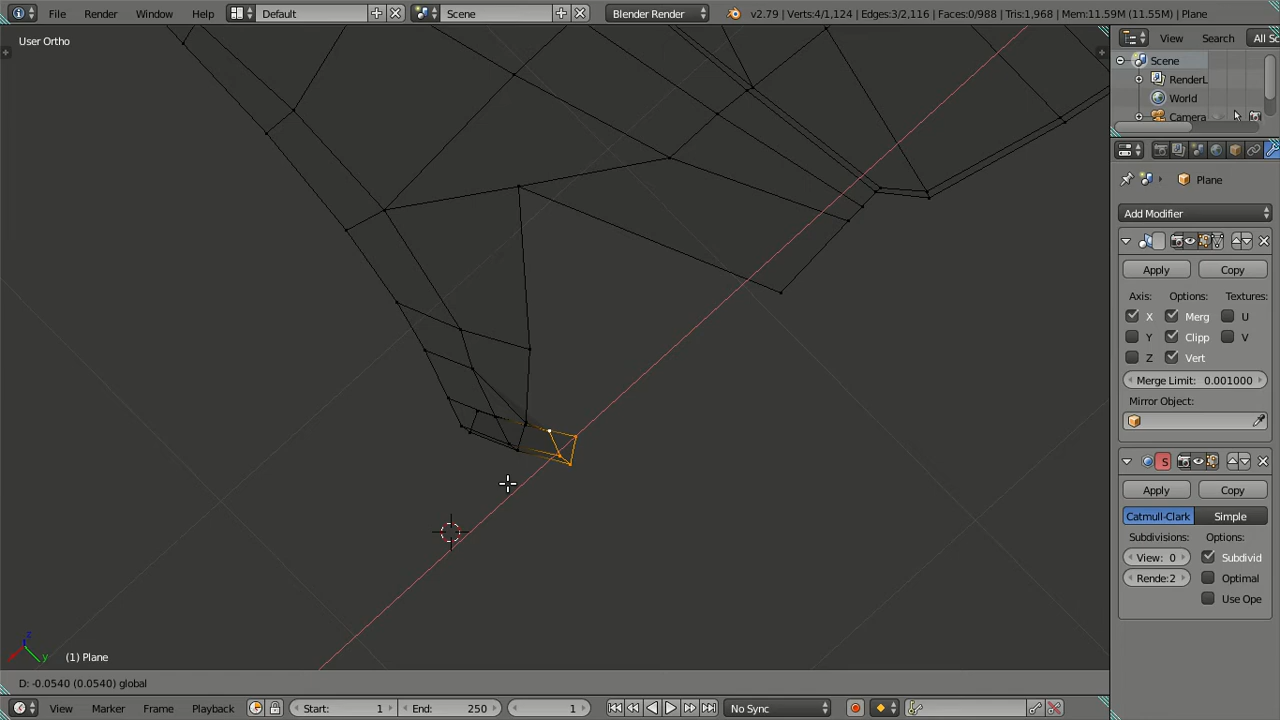 File Render Window Help Default Scene Blender Render v2.79 | Verts:4/1,124 | Edges:3/2,116 | Faces:0/988 | Tris:1,968 | Mem:11.59M (11.55M) | Plane
User Ortho
View Search All Sc
Scene
RenderL
World
Camera
Plane
Add Modifier
Apply Copy
Axis: Options: Textures:
X Merg U
Y Clipp V
Z Vert
Merge Limit: 0.001000
Mirror Object:
S
Apply Copy
Catmull-Clark Simple
Subdivisions: Options:
View: 0 Subdivid
Rende:2 Optimal
Use Ope
z
y
(1) Plane
D: -0.0540 (0.0540) global
View Marker Frame Playback Start: 1 End: 250 1 No Sync